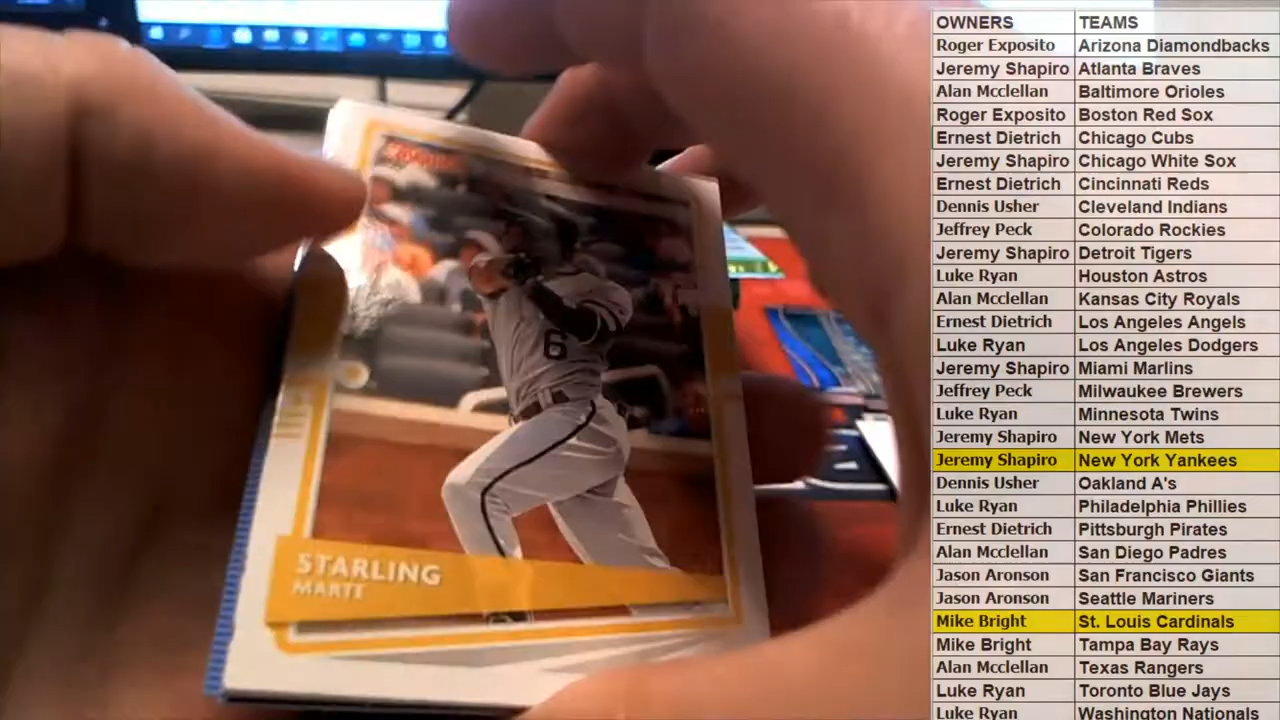 OWNERS TEAMS
Roger Exposito Arizona Diamondbacks
Jeremy Shapiro Atlanta Braves
Alan Mcclellan Baltimore Orioles
Roger Exposito Boston Red Sox
Ernest Dietrich Chicago Cubs
Jeremy Shapiro Chicago White Sox
Ernest Dietrich Cincinnati Reds
Dennis Usher Cleveland Indians
Jeffrey Peck Colorado Rockies
Jeremy Shapiro Detroit Tigers
Luke Ryan Houston Astros
Alan Mcclellan Kansas City Royals
Ernest Dietrich Los Angeles Angels
Luke Ryan Los Angeles Dodgers
Jeremy Shapiro Miami Marlins
Jeffrey Peck Milwaukee Brewers
Luke Ryan Minnesota Twins
Jeremy Shapiro New York Mets
Jeremy Shapiro New York Yankees
Dennis Usher Oakland A's
Luke Ryan Philadelphia Phillies
Ernest Dietrich Pittsburgh Pirates
Alan Mcclellan San Diego Padres
Jason Aronson San Francisco Giants
Jason Aronson Seattle Mariners
Mike Bright St. Louis Cardinals
Mike Bright Tampa Bay Rays
Alan Mcclellan Texas Rangers
Luke Ryan Toronto Blue Jays
Luke Ryan Washington Nationals
6
STARLING
MARTE